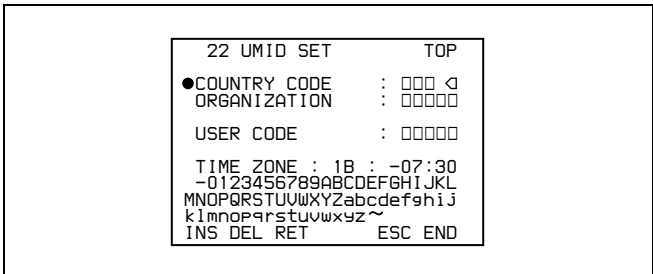 22 UMID SET TOP
●COUNTRY CODE : □□□ ◁
ORGANIZATION : □□□□□
USER CODE : □□□□□
TIME ZONE : 1B : -07:30
-0123456789ABCDEFGHIJKL
MNOPQRSTUVWXYZabcdefghij
klmnopqrstuvwxyz~
INS DEL RET ESC END